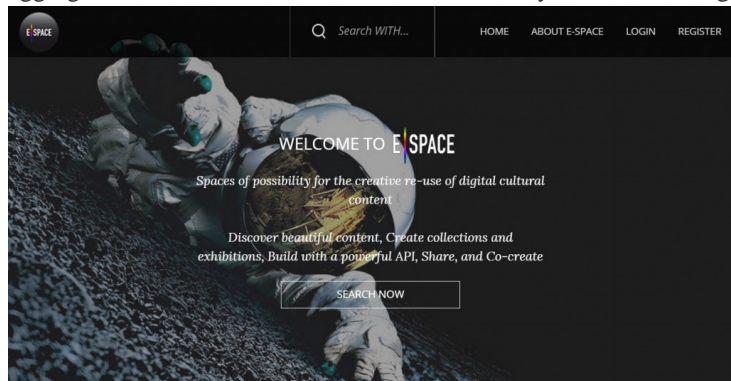 E SPACE
Search WITH...
HOME
ABOUT E-SPACE
LOGIN
REGISTER
WELCOME TO E SPACE
Spaces of possibility for the creative re-use of digital cultural
content
Discover beautiful content, Create collections and
exhibitions, Build with a powerful API, Share, and Co-create
SEARCH NOW